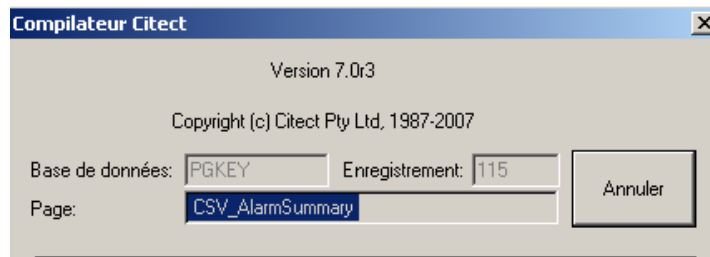 Compilateur Citect
Version 7.0r3
Copyright (c) Citect Pty Ltd, 1987-2007
Base de données: PGKEY Enregistrement: 115
Annuler
Page: CSV_AlarmSummary